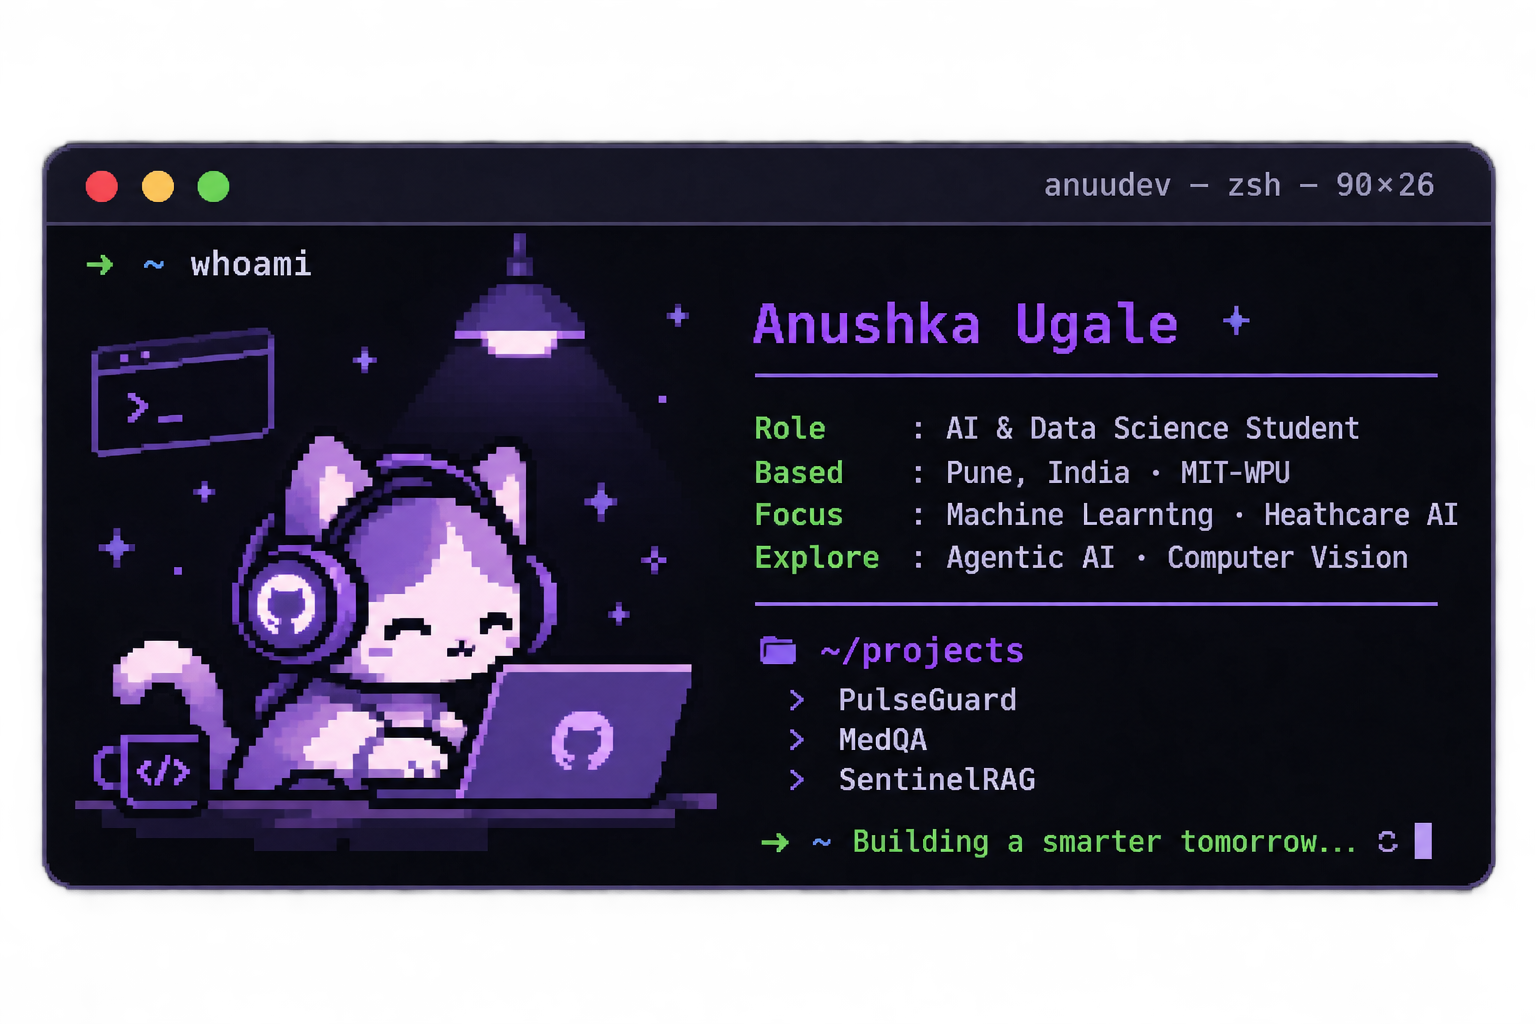 anuudev — zsh — 90×26
➜ ~ whoami
>_
</>
Anushka Ugale
Role : AI & Data Science Student
Based : Pune, India · MIT-WPU
Focus : Machine Learntng · Heathcare AI
Explore : Agentic AI · Computer Vision
~/projects
> PulseGuard
> MedQA
> SentinelRAG
➜ ~ Building a smarter tomorrow...